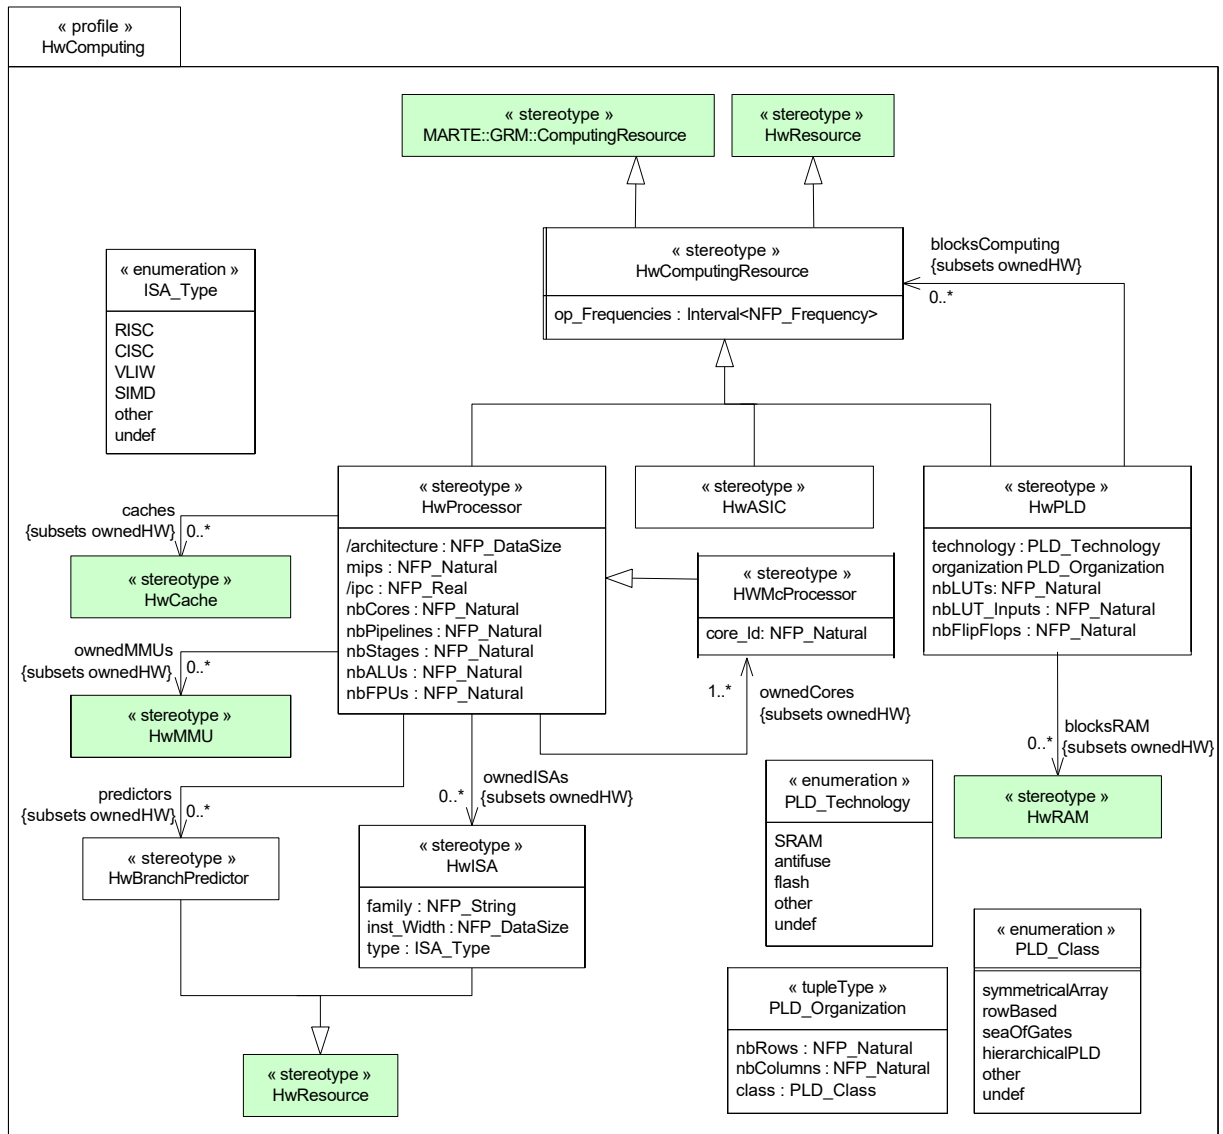 « profile »
HwComputing
« stereotype »
MARTE::GRM::ComputingResource
« stereotype »
HwResource
« stereotype »
HwComputingResource
op_Frequencies : Interval<NFP_Frequency>
blocksComputing
{subsets ownedHW}
0..*
« enumeration »
ISA_Type
RISC
CISC
VLIW
SIMD
other
undef
« stereotype »
HwProcessor
/architecture : NFP_DataSize
mips : NFP_Natural
/ipc : NFP_Real
nbCores : NFP_Natural
nbPipelines : NFP_Natural
nbStages : NFP_Natural
nbALUs : NFP_Natural
nbFPUs : NFP_Natural
« stereotype »
HwASIC
« stereotype »
HwPLD
technology : PLD_Technology
organization PLD_Organization
nbLUTs: NFP_Natural
nbLUT_Inputs : NFP_Natural
nbFlipFlops : NFP_Natural
caches
{subsets ownedHW}
0..*
« stereotype »
HwCache
« stereotype »
HWMcProcessor
core_Id: NFP_Natural
ownedMMUs
{subsets ownedHW}
0..*
« stereotype »
HwMMU
1..*
ownedCores
{subsets ownedHW}
blocksRAM
0..*
{subsets ownedHW}
« stereotype »
HwRAM
predictors
{subsets ownedHW}
0..*
« stereotype »
HwBranchPredictor
ownedISAs
0..*
{subsets ownedHW}
« stereotype »
HwISA
family : NFP_String
inst_Width : NFP_DataSize
type : ISA_Type
« enumeration »
PLD_Technology
SRAM
antifuse
flash
other
undef
« enumeration »
PLD_Class
symmetricalArray
rowBased
seaOfGates
hierarchicalPLD
other
undef
« tupleType »
PLD_Organization
nbRows : NFP_Natural
nbColumns : NFP_Natural
class : PLD_Class
« stereotype »
HwResource